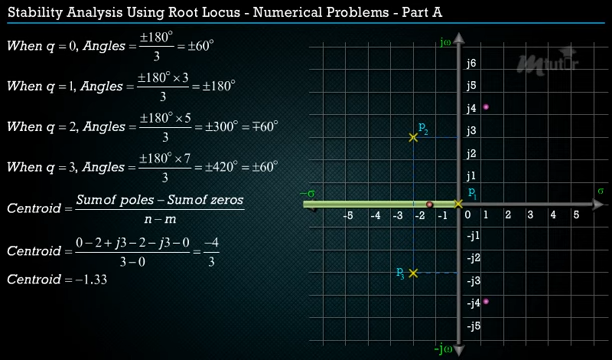 Stability Analysis Using Root Locus - Numerical Problems - Part A
When q = 0, Angles = ±180° / 3 = ±60°
When q = 1, Angles = ±180° × 3 / 3 = ±180°
When q = 2, Angles = ±180° × 5 / 3 = ±300° = ∓60°
When q = 3, Angles = ±180° × 7 / 3 = ±420° = ±60°
Centroid = Sum of poles − Sum of zeros / n − m
Centroid = 0 − 2 + j3 − 2 − j3 − 0 / 3 − 0 = −4 / 3
Centroid = −1.33
jω
mtutor
j6
j5
j4
j3
j2
j1
p₂
p₁
−σ
σ
-5 -4 -3 -2 -1 0 1 2 3 4 5
-j1
-j2
-j3
-j4
-j5
p₃
-jω